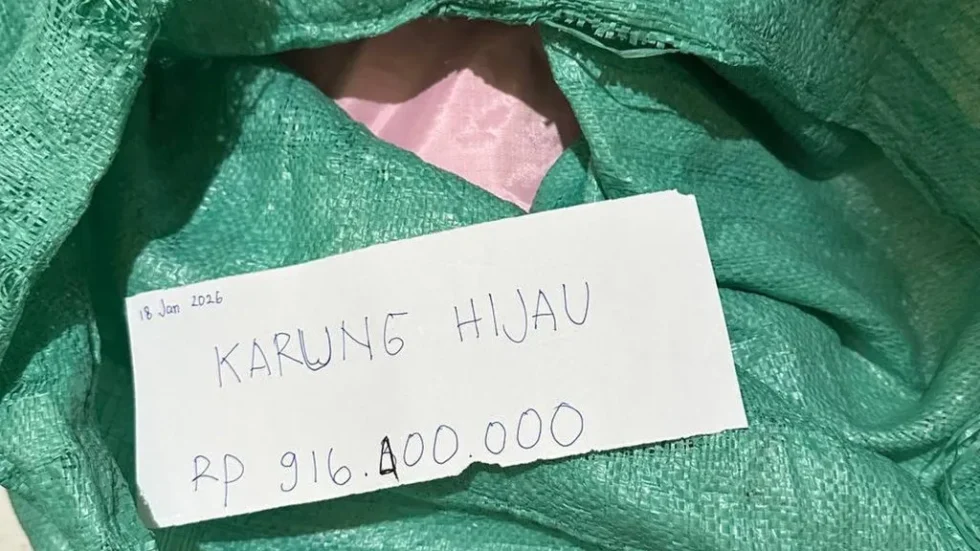 18 Jan 2026
KARUNG HIJAU
RP 916.400.000